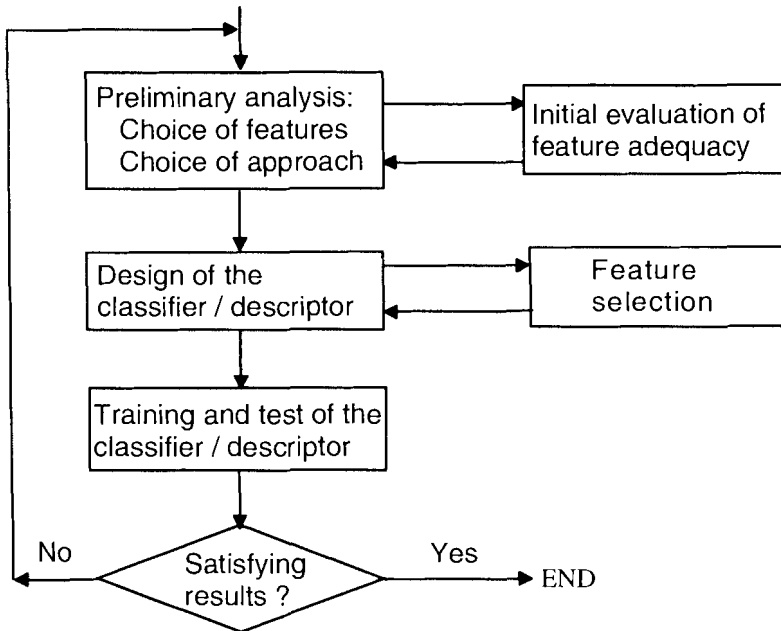 Preliminary analysis:
Choice of features
Choice of approach
Initial evaluation of
feature adequacy
Design of the
classifier / descriptor
Feature
selection
Training and test of the
classifier / descriptor
No
Satisfying
results ?
Yes
END